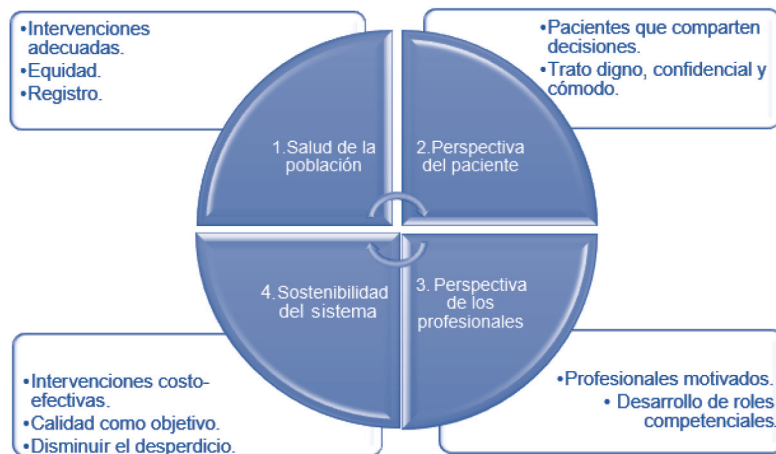 •Intervenciones
adecuadas.
•Equidad.
•Registro.
•Pacientes que comparten
decisiones.
•Trato digno, confidencial y
cómodo.
1.Salud de la
población
2.Perspectiva
del paciente
4.Sostenibilidad
del sistema
3.Perspectiva
de los
profesionales
•Intervenciones costo-
efectivas.
•Calidad como objetivo.
•Disminuir el desperdicio.
•Profesionales motivados.
• Desarrollo de roles
competenciales.